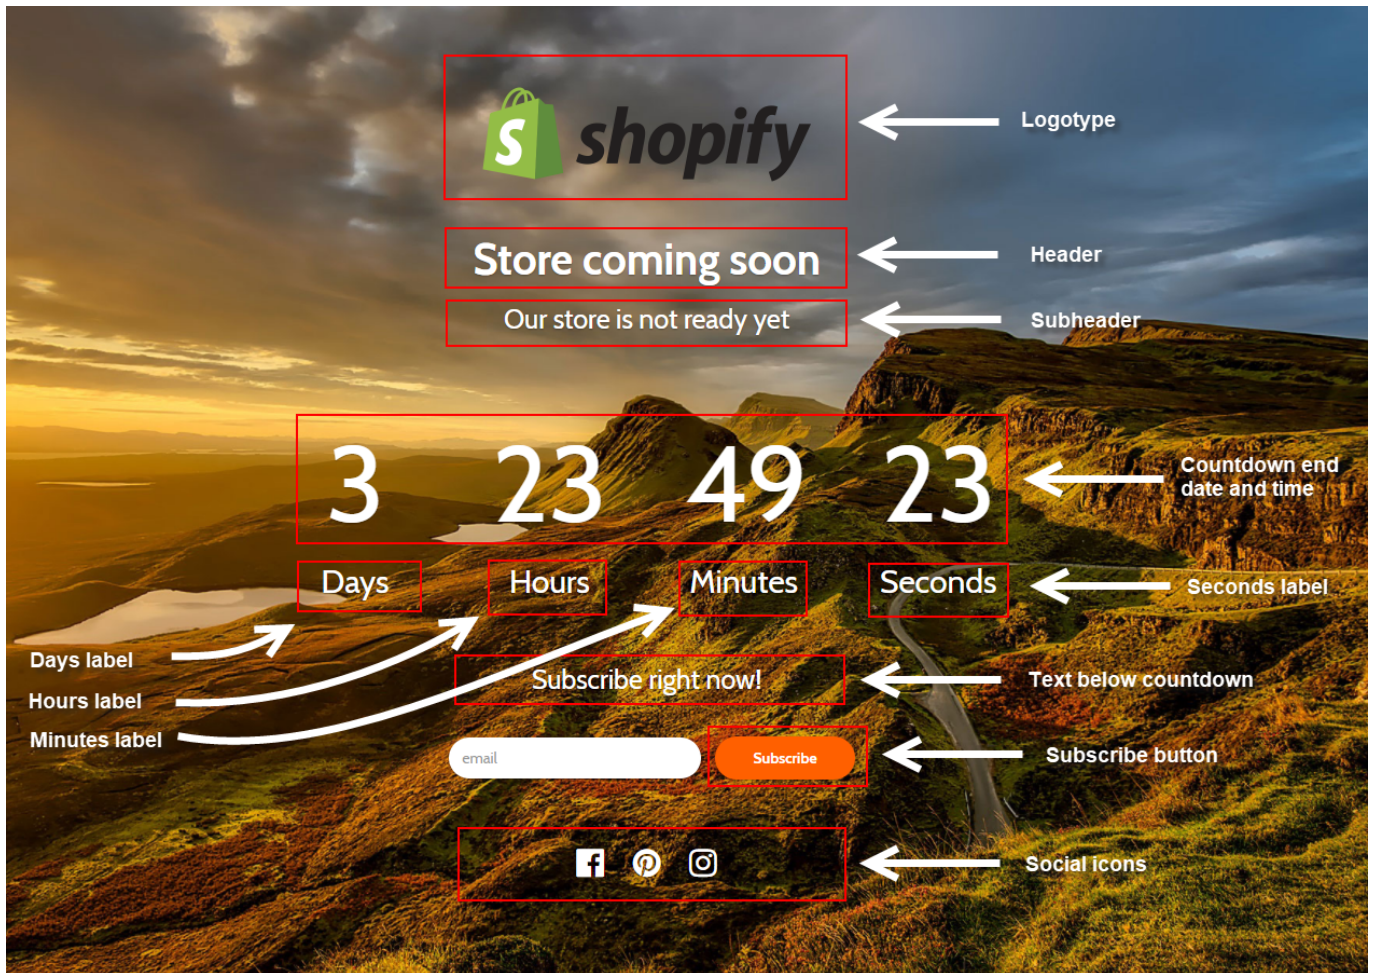 S shopify
Logotype
Store coming soon
Header
Our store is not ready yet
Subheader
3 23 49 23
Countdown end
date and time
Days Hours Minutes Seconds
Seconds label
Days label
Hours label
Minutes label
Subscribe right now!
Text below countdown
email
Subscribe
Subscribe button
Social icons